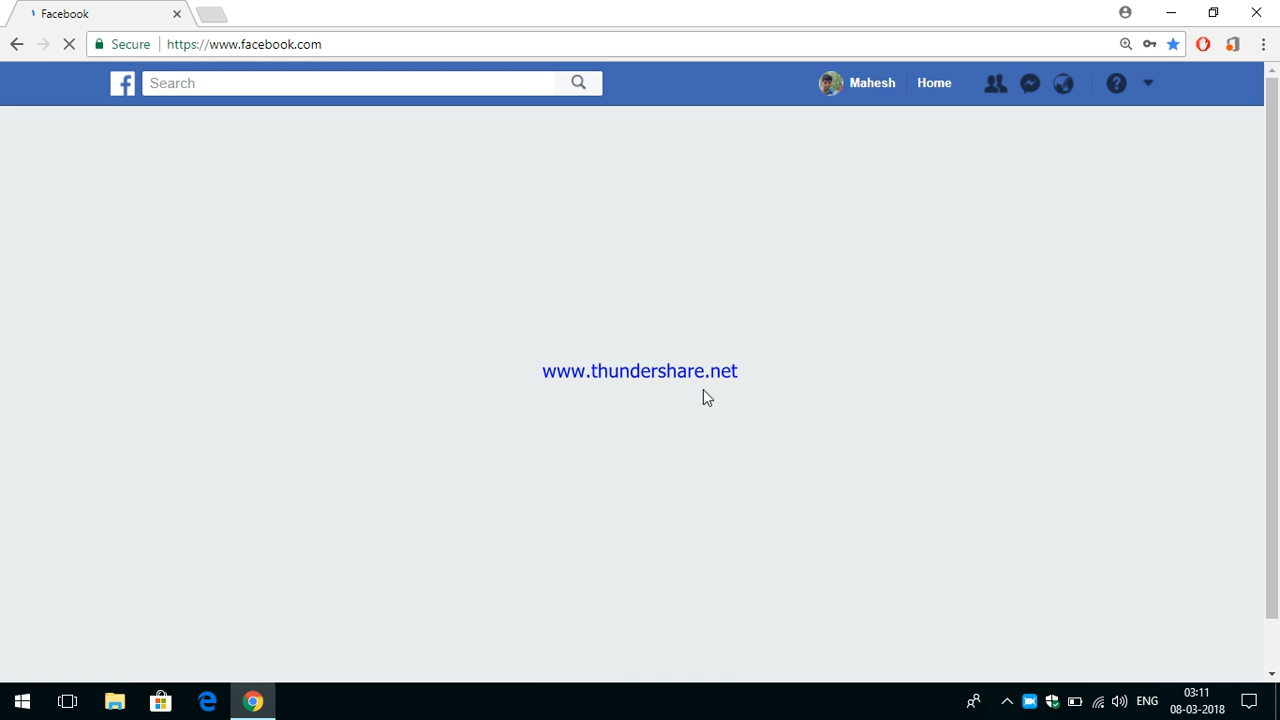 Facebook
Secure
https://www.facebook.com
Search
Mahesh
Home
www.thundershare.net
ENG
03:11
08-03-2018